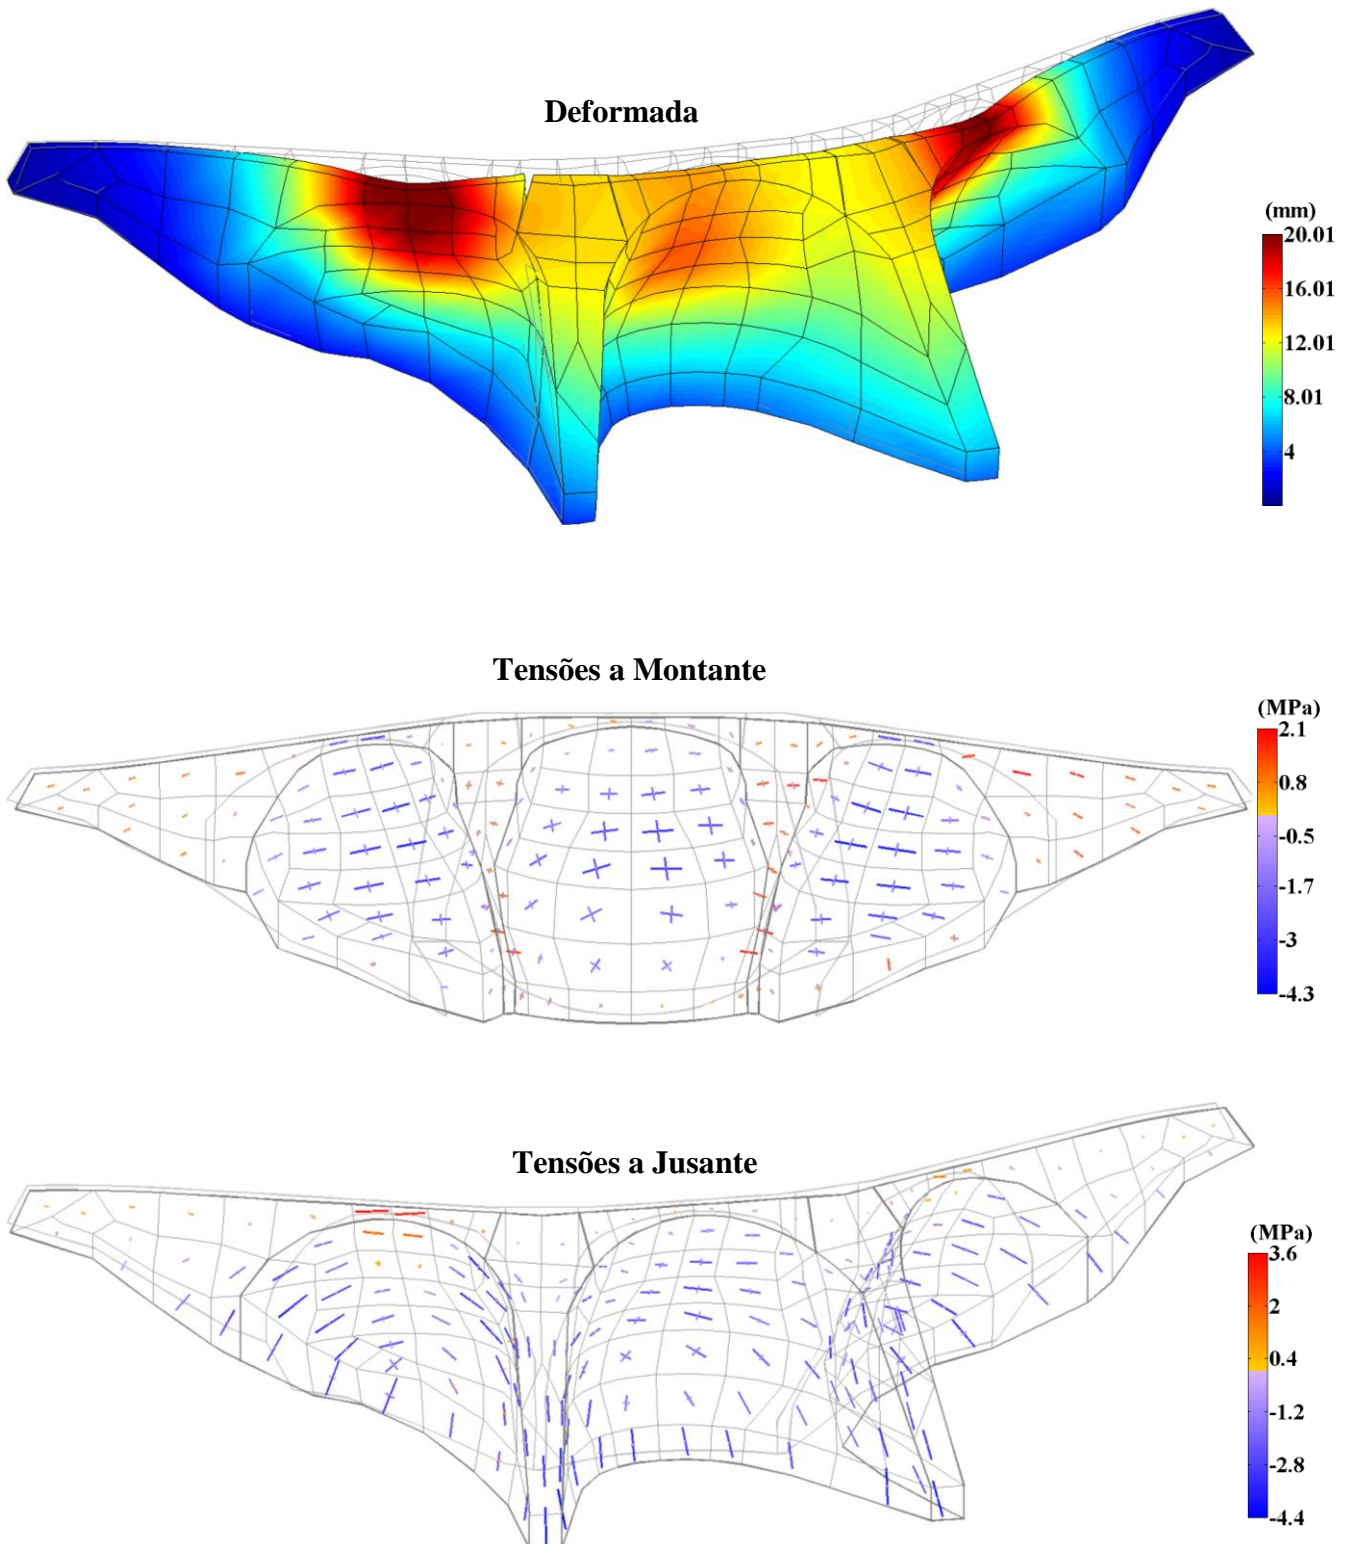 Deformada
(mm)
20.01
16.01
12.01
8.01
4
Tensões a Montante
(MPa)
2.1
0.8
-0.5
-1.7
-3
-4.3
Tensões a Jusante
(MPa)
3.6
2
0.4
-1.2
-2.8
-4.4